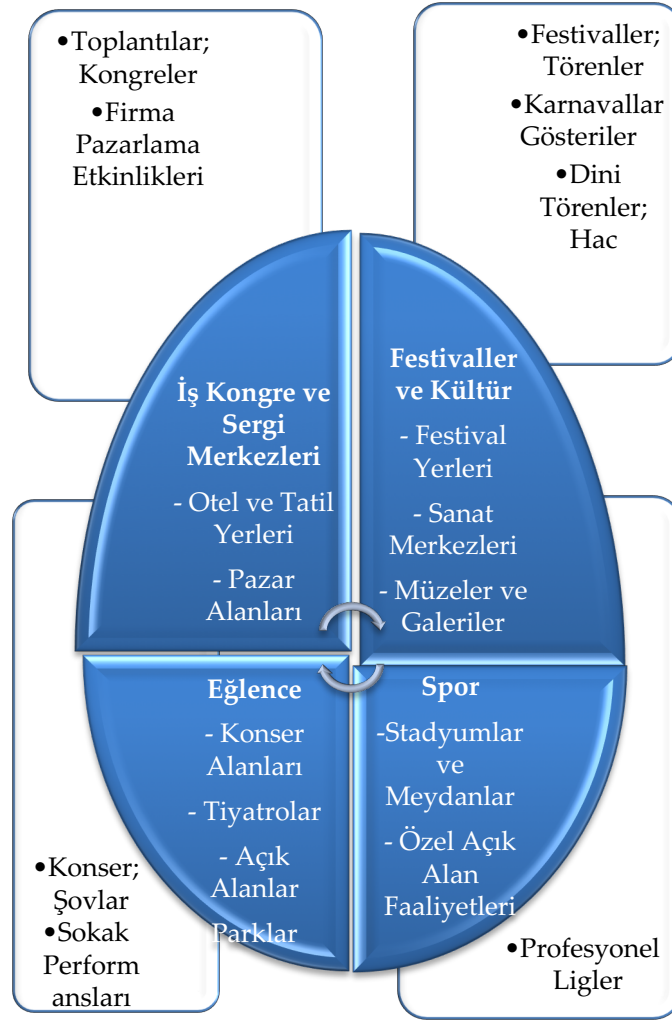 •Toplantılar;
Kongreler
•Firma
Pazarlama
Etkinlikleri
•Festivaller;
Törenler
•Karnavallar
Gösteriler
•Dini
Törenler;
Hac
İş Kongre ve
Sergi
Merkezleri
- Otel ve Tatil
Yerleri
- Pazar
Alanları
Festivaller
ve Kültür
- Festival
Yerleri
- Sanat
Merkezleri
- Müzeler ve
Galeriler
Eğlence
- Konser
Alanları
- Tiyatrolar
- Açık
Alanlar
Parklar
Spor
-Stadyumlar
ve
Meydanlar
- Özel Açık
Alan
Faaliyetleri
•Konser;
Şovlar
•Sokak
Perform
ansları
•Profesyonel
Ligler